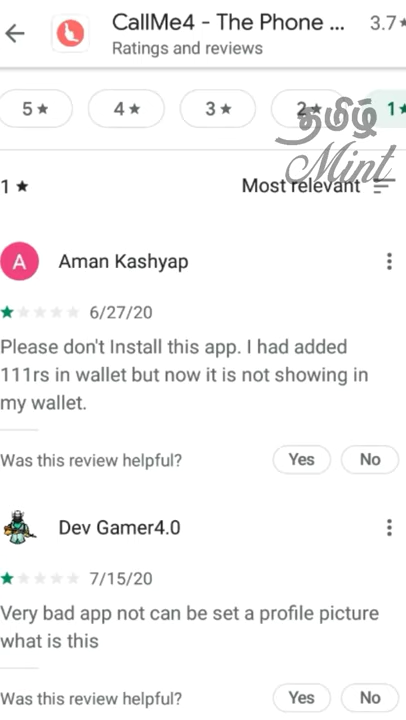 CallMe4 - The Phone ...
3.7★
Ratings and reviews
5★ 4★ 3★ 2★ 1★
தமிழ்
Mint
1 ★ Most relevant
A Aman Kashyap
★★★★★ 6/27/20
Please don't Install this app. I had added
111rs in wallet but now it is not showing in
my wallet.
Was this review helpful? Yes No
Dev Gamer4.0
★★★★★ 7/15/20
Very bad app not can be set a profile picture
what is this
Was this review helpful? Yes No